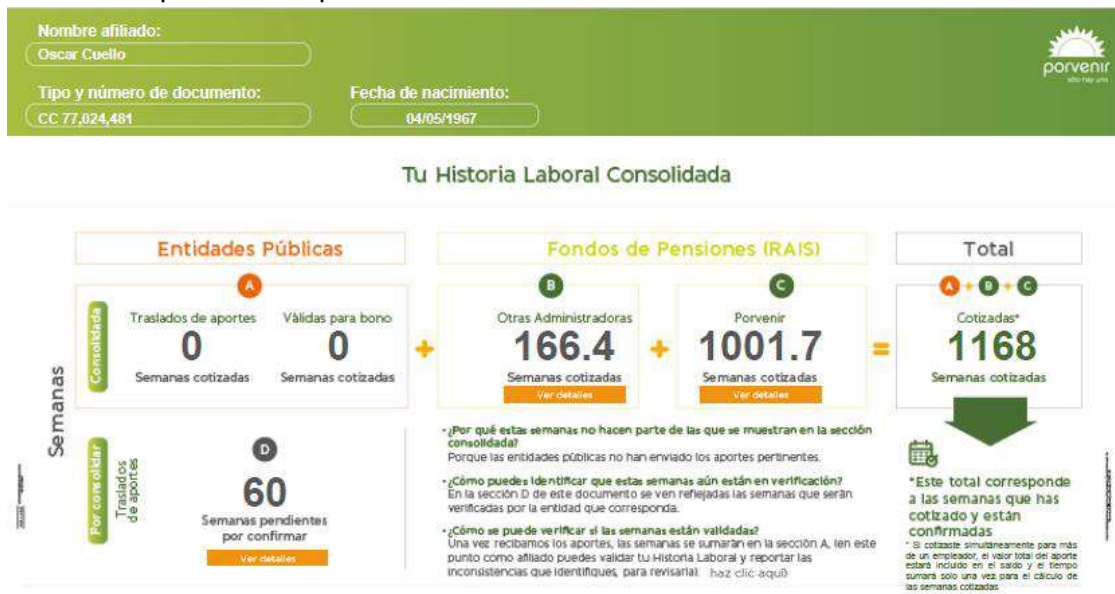 Nombre afiliado:
Oscar Cuello
Tipo y número de documento: Fecha de nacimiento:
CC 77,024,481 04/05/1967
porvenir
Tu Historia Laboral Consolidada
Entidades Públicas Fondos de Pensiones (RAIS) Total
A B C A + B + C
Semanas
Consolidada
Traslados de aportes Válidas para bono Otras Administradoras Porvenir Cotizadas*
0 0 + 166.4 + 1001.7 = 1168
Semanas cotizadas Semanas cotizadas Semanas cotizadas Semanas cotizadas Semanas cotizadas
Ver detalles Ver detalles
Por consolidar
Traslados
de aportes
D
60
Semanas pendientes
por confirmar
Ver detalles
• ¿Por qué estas semanas no hacen parte de las que se muestran en la sección
consolidada?
Porque las entidades públicas no han enviado los aportes pertinentes.
• ¿Cómo puedes identificar que estas semanas aún están en verificación?
En la sección D de este documento se ven reflejadas las semanas que serán
verificadas por la entidad que corresponda.
• ¿Cómo se puede verificar si las semanas están validadas?
Una vez recibamos los aportes, las semanas se sumarán en la sección A, (en este
punto como afiliado puedes validar tu Historia Laboral y reportar las
inconsistencias que identifiques, para revisarla). haz clic aquí)
*Este total corresponde
a las semanas que has
cotizado y están
confirmadas
* Si cotizaste simultáneamente para más
de un empleador, el valor total del aporte
estará incluido en el saldo y el tiempo
sumará solo una vez para el cálculo de
las semanas cotizadas